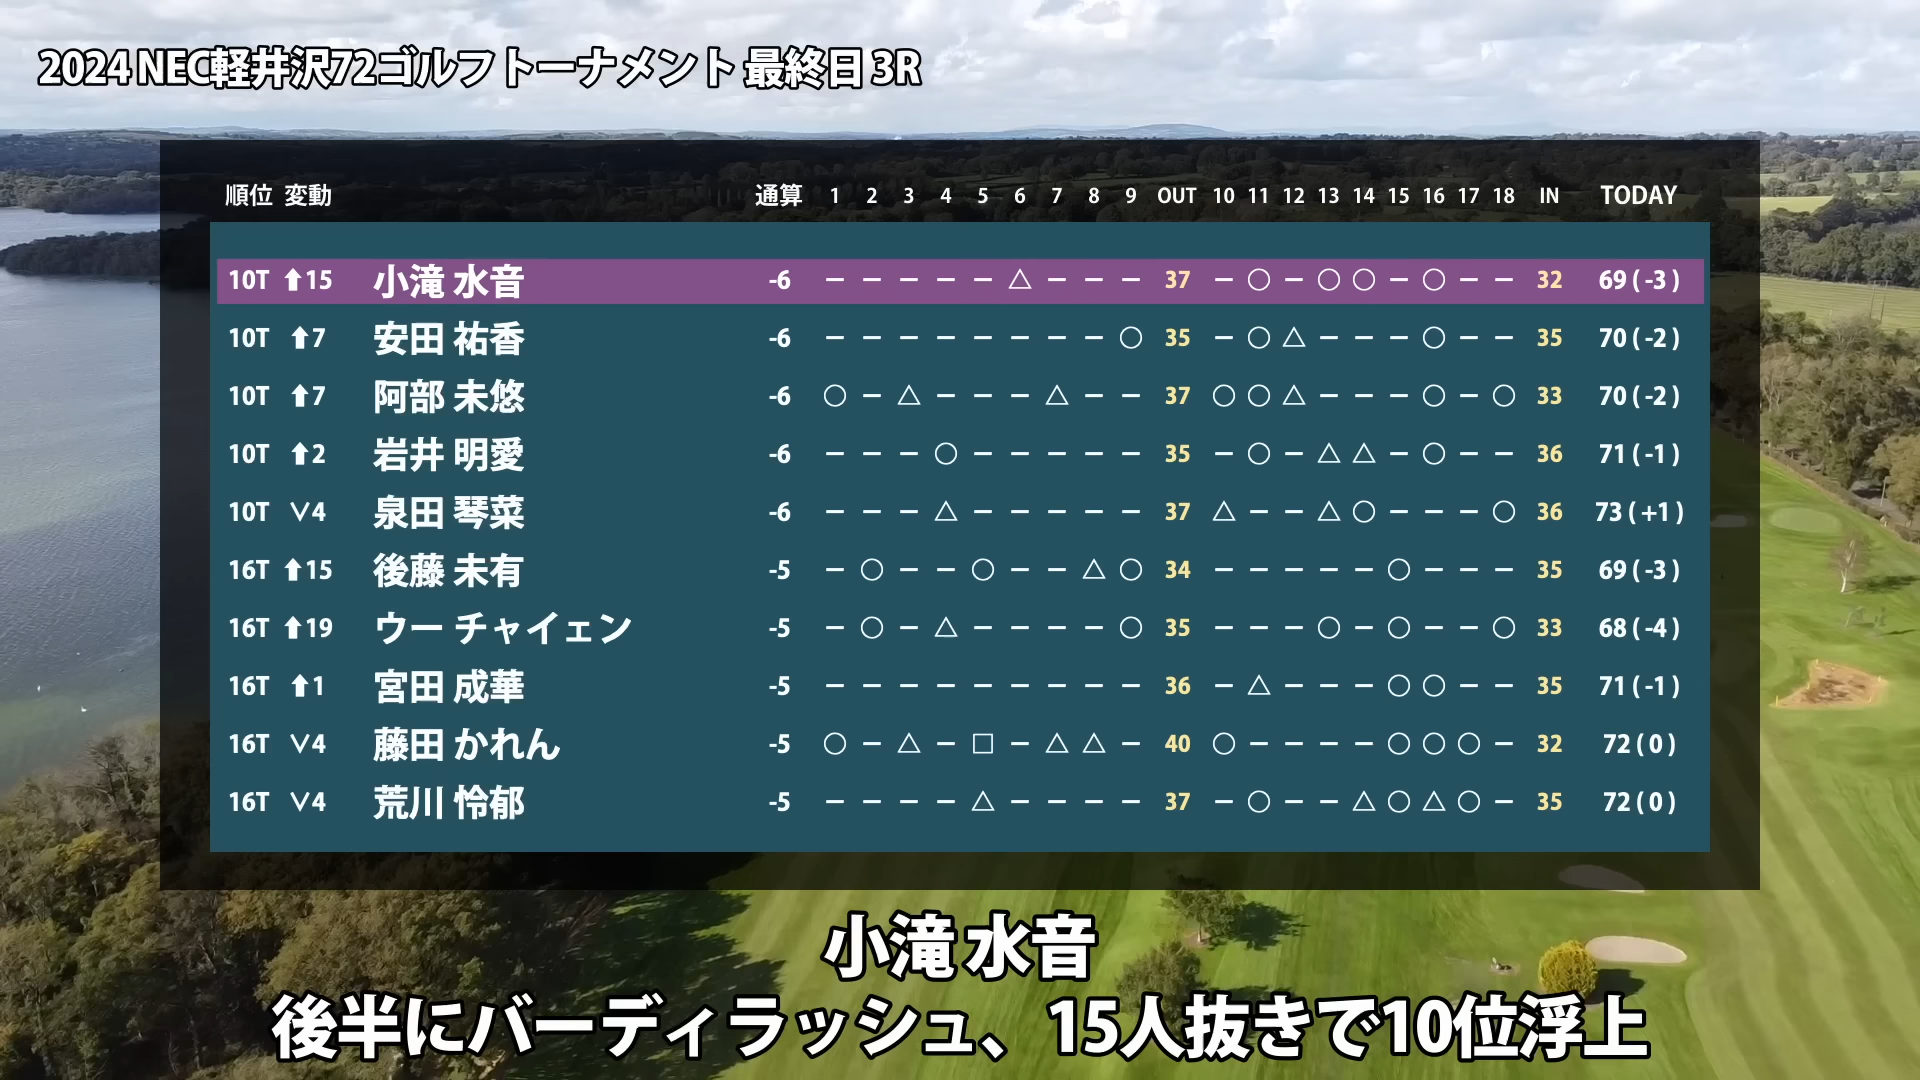 2024 NEC軽井沢72ゴルフトーナメント 最終日 3R
順位 変動 通算 1 2 3 4 5 6 7 8 9 OUT 10 11 12 13 14 15 16 17 18 IN TODAY
10T ⬆15 小滝 水音 -6 － － － － － △ － － － 37 － ○ － ○ ○ － ○ － － 32 69 ( -3 )
10T ⬆7 安田 祐香 -6 － － － － － － － － ○ 35 － ○ △ － － － ○ － － 35 70 ( -2 )
10T ⬆7 阿部 未悠 -6 ○ － △ － － － △ － － 37 ○ ○ △ － － － ○ － ○ 33 70 ( -2 )
10T ⬆2 岩井 明愛 -6 － － － ○ － － － － － 35 － ○ － △ △ － ○ － － 36 71 ( -1 )
10T ∨4 泉田 琴菜 -6 － － － △ － － － － － 37 △ － － △ ○ － － － ○ 36 73 ( +1 )
16T ⬆15 後藤 未有 -5 － ○ － － ○ － － △ ○ 34 － － － － － ○ － － － 35 69 ( -3 )
16T ⬆19 ウー チャイェン -5 － ○ － △ － － － － ○ 35 － － － ○ － ○ － － ○ 33 68 ( -4 )
16T ⬆1 宮田 成華 -5 － － － － － － － － － 36 － △ － － － ○ ○ － － 35 71 ( -1 )
16T ∨4 藤田 かれん -5 ○ － △ － □ － △ △ － 40 ○ － － － － ○ ○ ○ － 32 72 ( 0 )
16T ∨4 荒川 怜郁 -5 － － － － △ － － － － 37 － ○ － － △ ○ △ ○ － 35 72 ( 0 )
小滝 水音
後半にバーディラッシュ、15人抜きで10位浮上